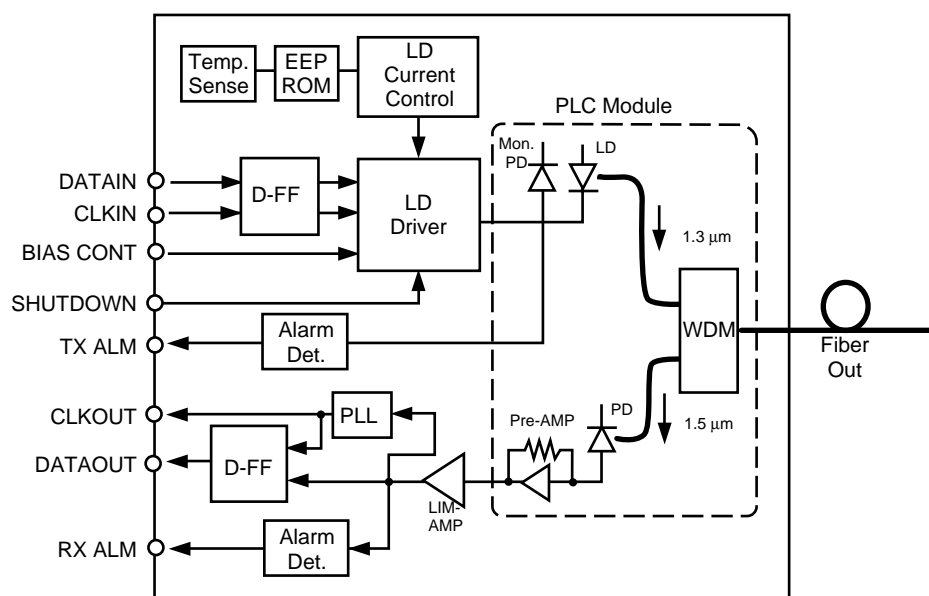 Temp.
Sense
EEP
ROM
LD
Current
Control
PLC Module
Mon.
PD
LD
DATAIN
CLKIN
D-FF
LD
Driver
BIAS CONT
1.3 μm
SHUTDOWN
WDM
TX ALM
Alarm
Det.
Fiber
Out
CLKOUT
PLL
Pre-AMP
PD
1.5 μm
DATAOUT
D-FF
LIM-
AMP
RX ALM
Alarm
Det.